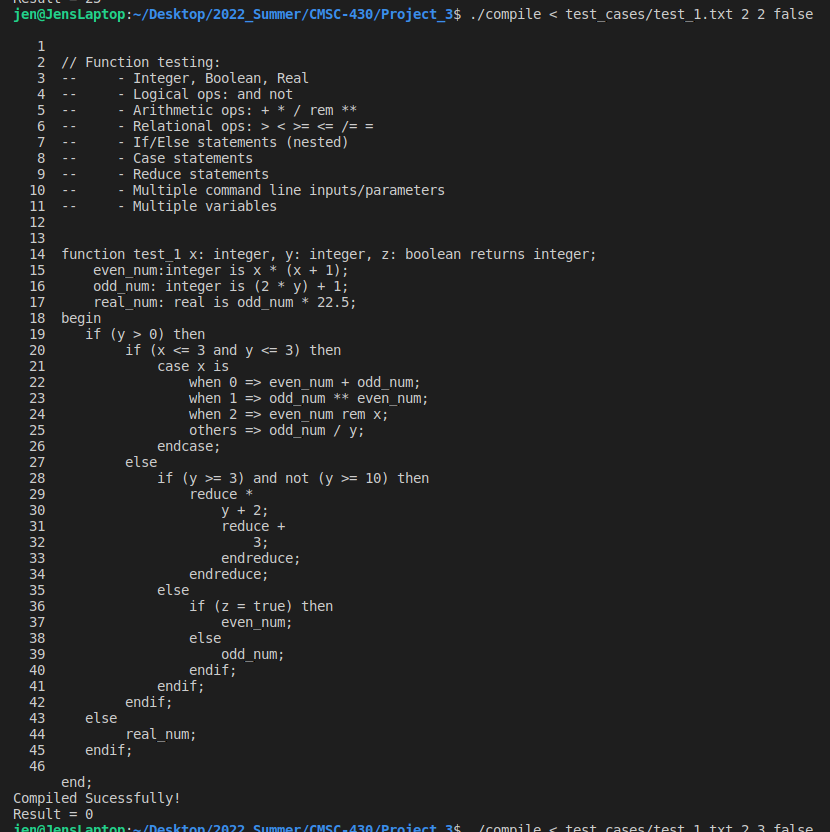 Result = 25
jen@JensLaptop:~/Desktop/2022_Summer/CMSC-430/Project_3$ ./compile < test_cases/test_1.txt 2 2 false
   1
   2  // Function testing:
   3  --     - Integer, Boolean, Real
   4  --     - Logical ops: and not
   5  --     - Arithmetic ops: + * / rem **
   6  --     - Relational ops: > < >= <= /= =
   7  --     - If/Else statements (nested)
   8  --     - Case statements
   9  --     - Reduce statements
  10  --     - Multiple command line inputs/parameters
  11  --     - Multiple variables
  12
  13
  14  function test_1 x: integer, y: integer, z: boolean returns integer;
  15      even_num:integer is x * (x + 1);
  16      odd_num: integer is (2 * y) + 1;
  17      real_num: real is odd_num * 22.5;
  18  begin
  19     if (y > 0) then
  20          if (x <= 3 and y <= 3) then
  21              case x is
  22                  when 0 => even_num + odd_num;
  23                  when 1 => odd_num ** even_num;
  24                  when 2 => even_num rem x;
  25                  others => odd_num / y;
  26              endcase;
  27          else
  28              if (y >= 3) and not (y >= 10) then
  29                  reduce *
  30                      y + 2;
  31                      reduce +
  32                          3;
  33                      endreduce;
  34                  endreduce;
  35              else
  36                  if (z = true) then
  37                      even_num;
  38                  else
  39                      odd_num;
  40                  endif;
  41              endif;
  42          endif;
  43     else
  44          real_num;
  45     endif;
  46
      end;
Compiled Sucessfully!
Result = 0
jen@JensLaptop:~/Desktop/2022_Summer/CMSC-430/Project_3$ ./compile < test_cases/test_1.txt 2 3 false